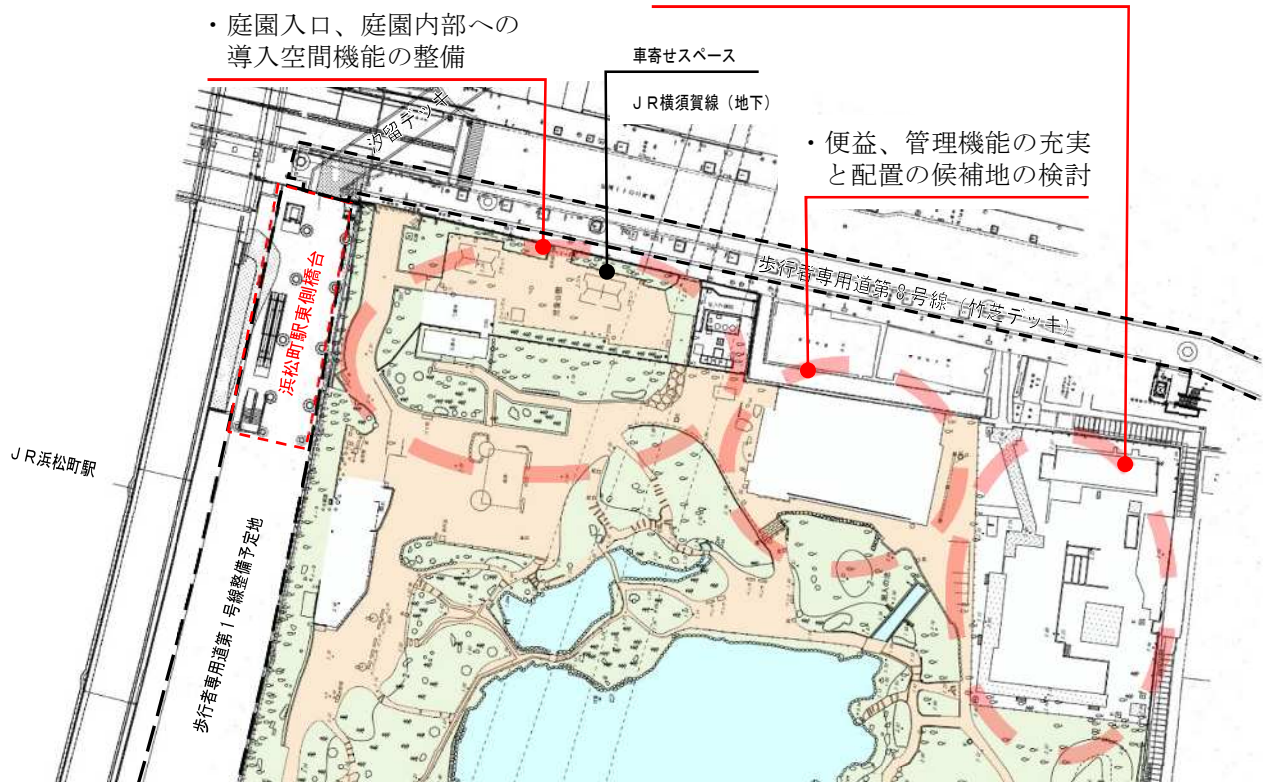 ・庭園入口、庭園内部への
導入空間機能の整備
車寄せスペース
ＪＲ横須賀線（地下）
・便益、管理機能の充実
と配置の候補地の検討
汐留デッキ
歩行者専用道第８号線（竹芝デッキ）
浜松町駅東側橋台
ＪＲ浜松町駅
歩行者専用道第１号線整備予定地